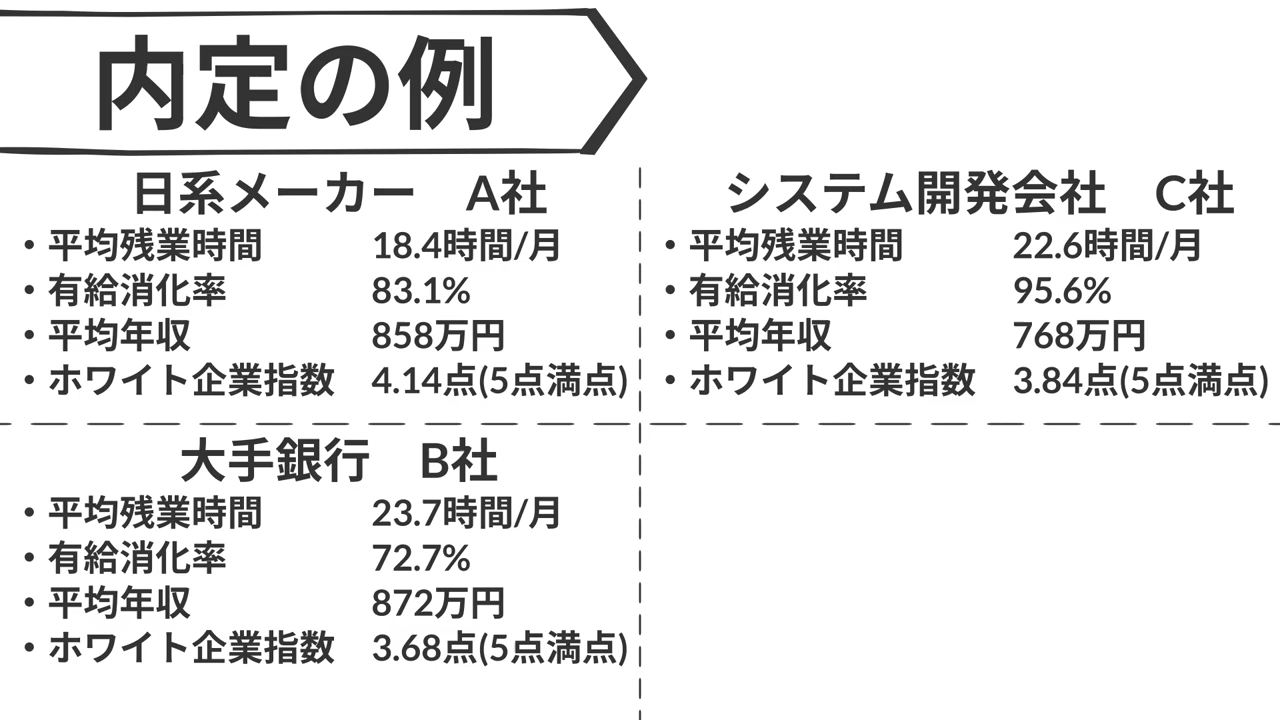 内定の例
日系メーカー　A社
・平均残業時間　18.4時間/月
・有給消化率　83.1%
・平均年収　858万円
・ホワイト企業指数　4.14点(5点満点)
システム開発会社　C社
・平均残業時間　22.6時間/月
・有給消化率　95.6%
・平均年収　768万円
・ホワイト企業指数　3.84点(5点満点)
大手銀行　B社
・平均残業時間　23.7時間/月
・有給消化率　72.7%
・平均年収　872万円
・ホワイト企業指数　3.68点(5点満点)